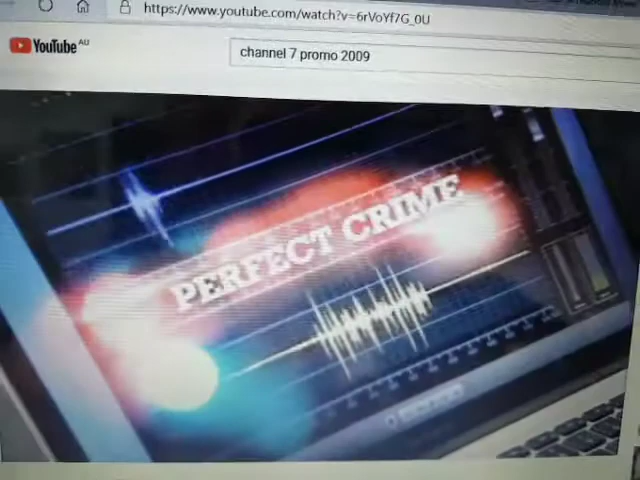 https://www.youtube.com/watch?v=6rVoYf7G_0U
YouTube AU
channel 7 promo 2009
PERFECT CRIME